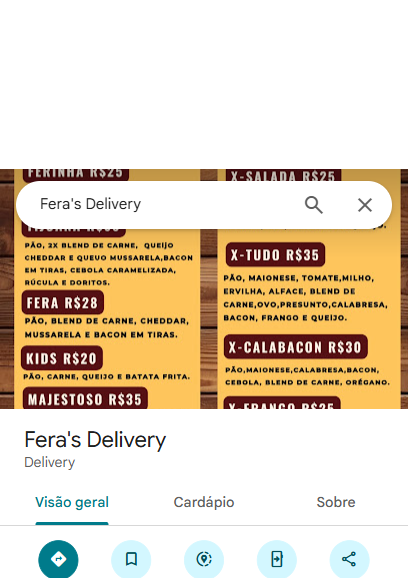 FERINHA R$25
X-SALADA R$25
Fera's Delivery
PÃO, 2X BLEND DE CARNE, QUEIJO
CHEDDAR E QUEUO MUSSARELA,BACON
EM TIRAS, CEBOLA CARAMELIZADA,
RÚCULA E DORITOS.
FERA R$28
PÃO, BLEND DE CARNE, CHEDDAR,
MUSSARELA E BACON EM TIRAS.
KIDS R$20
PÃO, CARNE, QUEIJO E BATATA FRITA.
MAJESTOSO R$35
X-TUDO R$35
PÃO, MAIONESE, TOMATE,MILHO,
ERVILHA, ALFACE, BLEND DE
CARNE,OVO,PRESUNTO,CALABRESA,
BACON, FRANGO E QUEIJO.
X-CALABACON R$30
PÃO,MAIONESE,CALABRESA,BACON,
CEBOLA, BLEND DE CARNE, ORÉGANO.
X-FRANGO R$25
Fera's Delivery
Delivery
Visão geral
Cardápio
Sobre